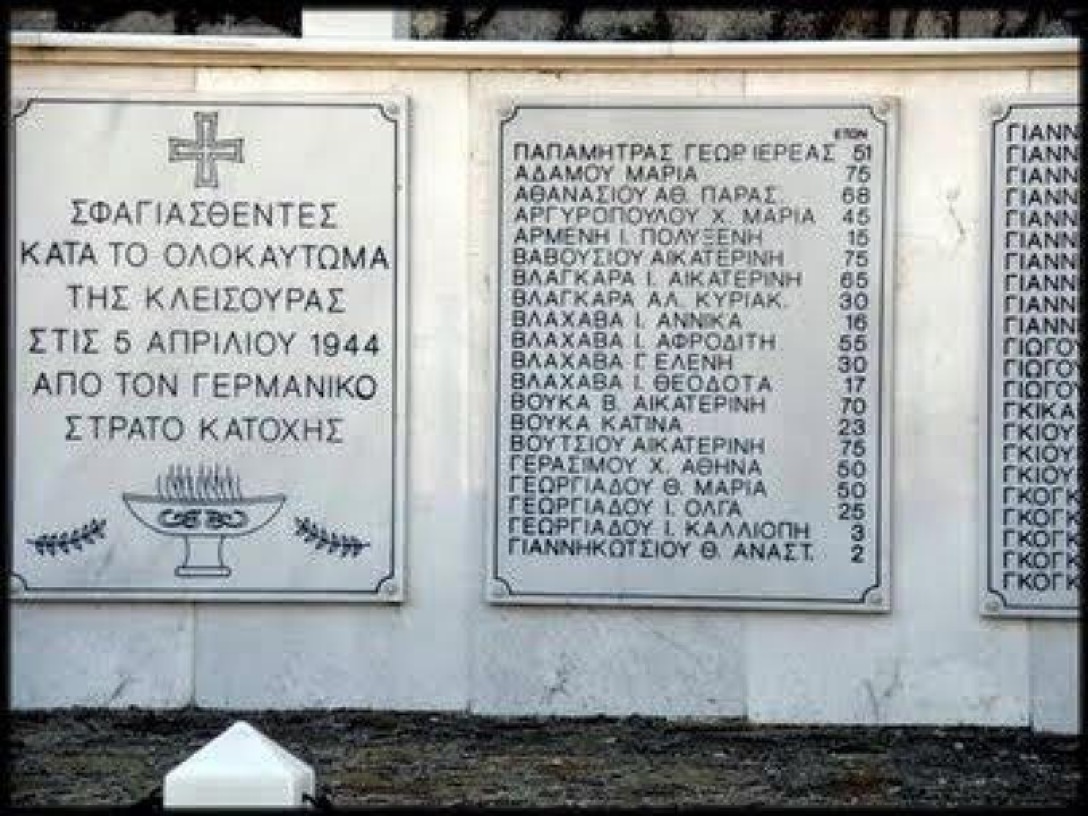 ΣΦΑΓΙΑΣΘΕΝΤΕΣ
ΚΑΤΑ ΤΟ ΟΛΟΚΑΥΤΩΜΑ
ΤΗΣ ΚΛΕΙΣΟΥΡΑΣ
ΣΤΙΣ 5 ΑΠΡΙΛΙΟΥ 1944
ΑΠΟ ΤΟΝ ΓΕΡΜΑΝΙΚΟ
ΣΤΡΑΤΟ ΚΑΤΟΧΗΣ
ΕΤΩΝ
ΠΑΠΑΜΗΤΡΑΣ ΓΕΩΡ ΙΕΡΕΑΣ 51
ΑΔΑΜΟΥ ΜΑΡΙΑ 75
ΑΘΑΝΑΣΙΟΥ ΑΘ. ΠΑΡΑΣ. 68
ΑΡΓΥΡΟΠΟΥΛΟΥ Χ. ΜΑΡΙΑ 45
ΑΡΜΕΝΗ Ι. ΠΟΛΥΞΕΝΗ 15
ΒΑΒΟΥΣΙΟΥ ΑΙΚΑΤΕΡΙΝΗ 75
ΒΛΑΓΚΑΡΑ Ι. ΑΙΚΑΤΕΡΙΝΗ 65
ΒΛΑΓΚΑΡΑ ΑΛ. ΚΥΡΙΑΚ. 30
ΒΛΑΧΑΒΑ Ι. ΑΝΝΙΚΑ 16
ΒΛΑΧΑΒΑ Ι. ΑΦΡΟΔΙΤΗ 55
ΒΛΑΧΑΒΑ Γ. ΕΛΕΝΗ 30
ΒΛΑΧΑΒΑ Ι. ΘΕΟΔΟΤΑ 17
ΒΟΥΚΑ Β. ΑΙΚΑΤΕΡΙΝΗ 70
ΒΟΥΚΑ ΚΑΤΙΝΑ 23
ΒΟΥΤΣΙΟΥ ΑΙΚΑΤΕΡΙΝΗ 75
ΓΕΡΑΣΙΜΟΥ Χ. ΑΘΗΝΑ 50
ΓΕΩΡΓΙΑΔΟΥ Θ. ΜΑΡΙΑ 50
ΓΕΩΡΓΙΑΔΟΥ Ι. ΟΛΓΑ 25
ΓΕΩΡΓΙΑΔΟΥ Ι. ΚΑΛΛΙΟΠΗ 3
ΓΙΑΝΝΗΚΩΤΣΙΟΥ Θ. ΑΝΑΣΤ. 2